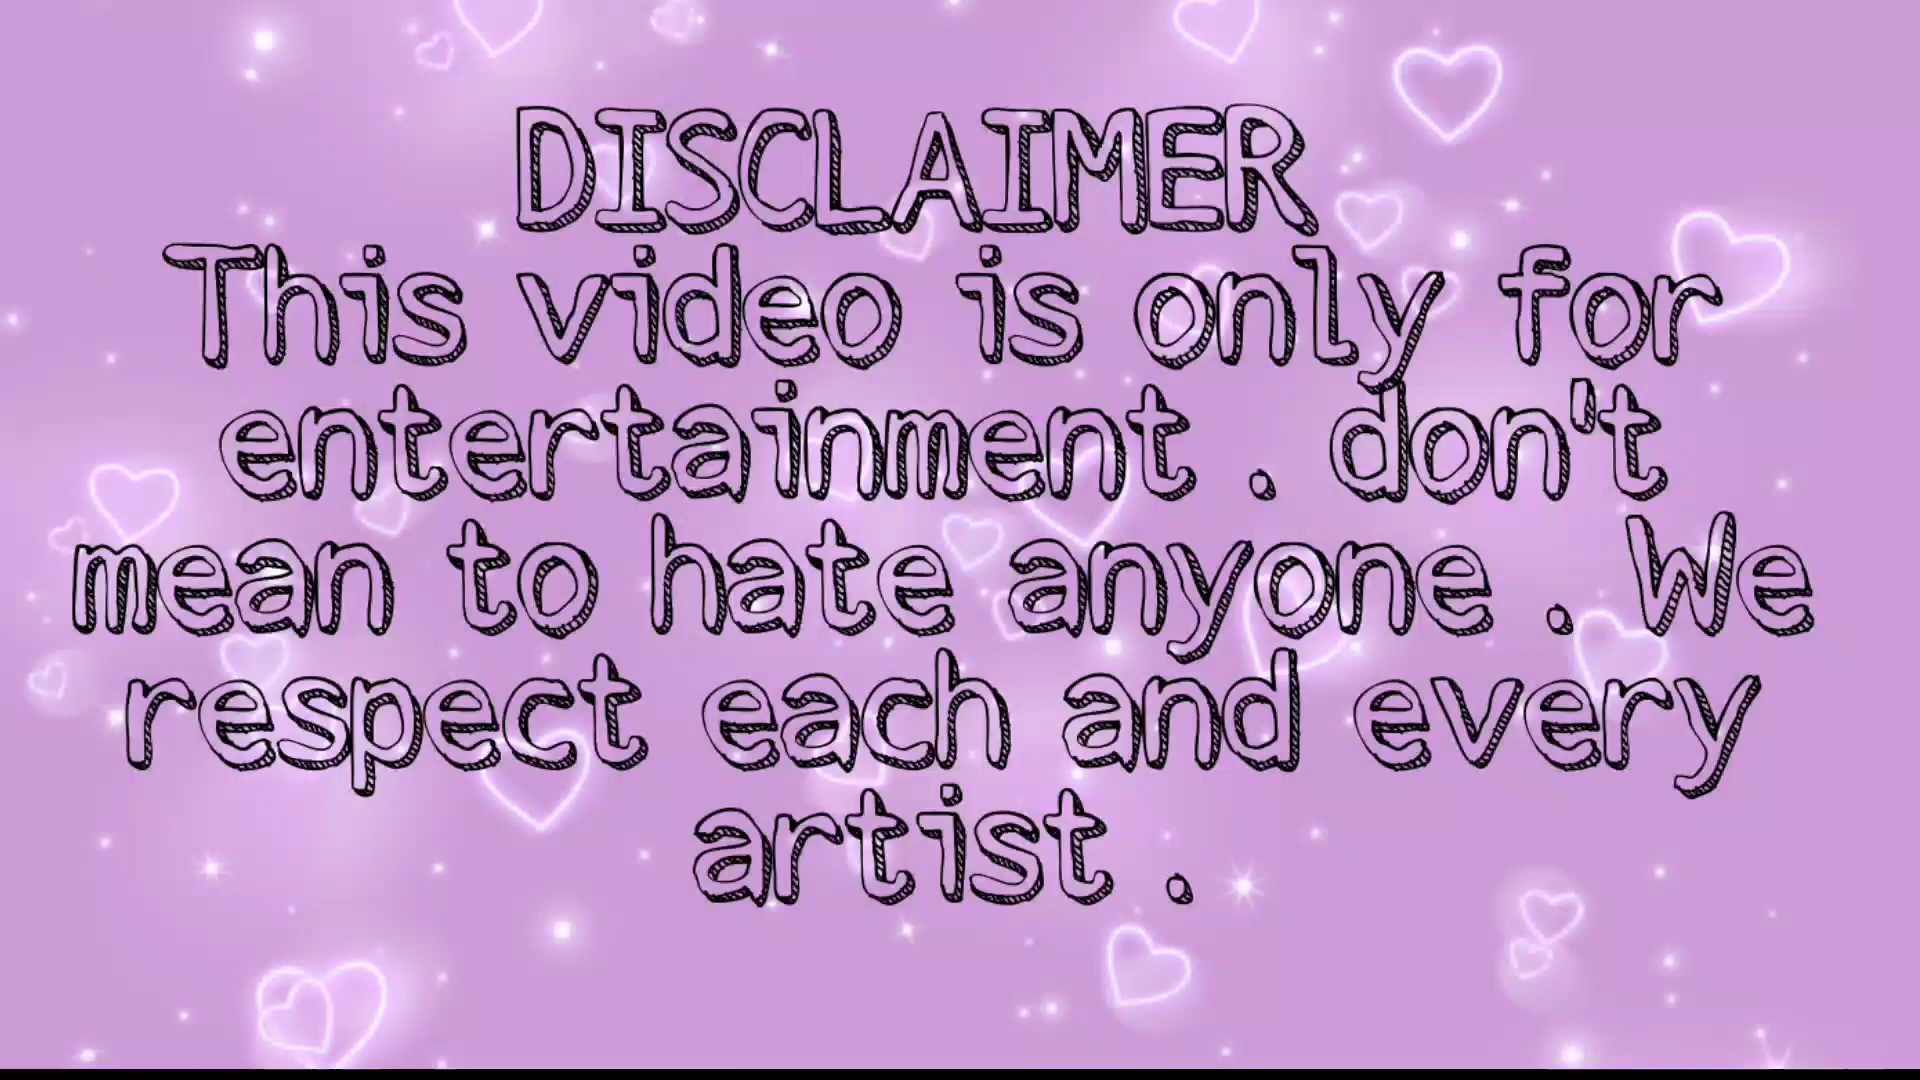 DISCLAIMER
This video is only for
entertainment . don't
mean to hate anyone . We
respect each and every
artist .